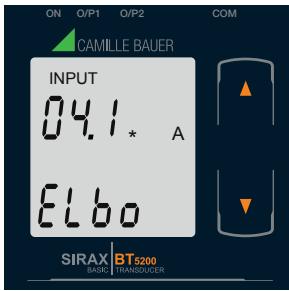 ON O/P1 O/P2 COM
CAMILLE BAUER
INPUT
04.1* A
ELbo
SIRAX BT5200
BASIC TRANSDUCER